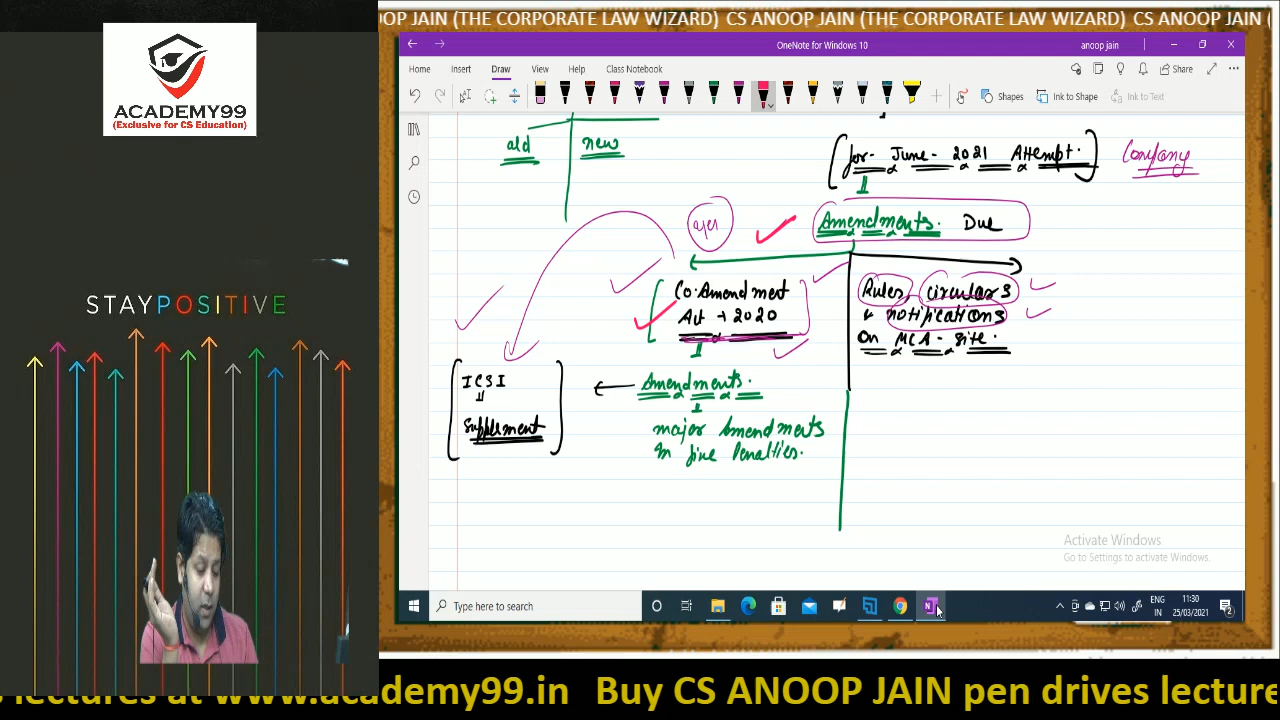 OP JAIN (THE CORPORATE LAW WIZARD) CS ANOOP JAIN (THE CORPORATE LAW WIZARD) CS ANOOP JAIN (
ACADEMY99
(Exclusive for CS Education)
STAYPOSITIVE
OneNote for Windows 10
anoop jain
Home Insert Draw View Help Class Notebook
Share
Shapes Ink to Shape Ink to Text
old new
for June - 2021 Attempt.
Company
Amendments. Due
Co. Amendment
Act → 2020
Rules circulars
& notifications
On MCA - site.
ICSI
Supplement
Amendments.
major Amendments
in fine Penalties.
Activate Windows
Go to Settings to activate Windows.
Type here to search
ENG
IN
11:30
25/03/2021
2
s lectures at www.academy99.in Buy CS ANOOP JAIN pen drives lecture